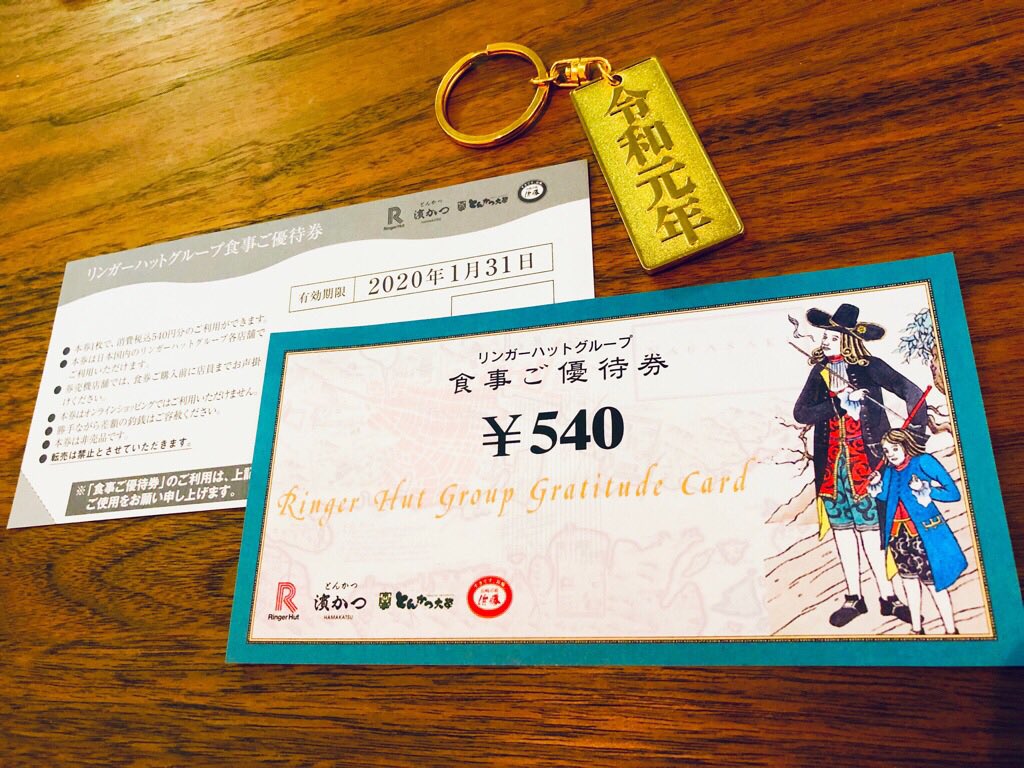 令和元年
リンガーハットグループ食事ご優待券
R
Ringer Hut
とんかつ
濵かつ
HAMAKATSU
とんかつ大學
有効期限 2020年1月31日
●本券1枚で、消費税込540円分のご利用ができます。
●本券は日本国内のリンガーハットグループ各店舗で
ご利用いただけます。
●券売機店舗では、食券ご購入前に店員までお声掛
けください。
●本券はオンラインショッピングではご利用いただけません。
●勝手ながら差額の釣銭はご容赦ください。
●本券は非売品です。
●転売は禁止とさせていただきます。
※「食事ご優待券」のご利用は、上記
ご使用をお願い申し上げます。
リンガーハットグループ
食事ご優待券
￥540
Ringer Hut Group Gratitude Card
R
Ringer Hut
とんかつ
濵かつ
HAMAKATSU
とんかつ大學